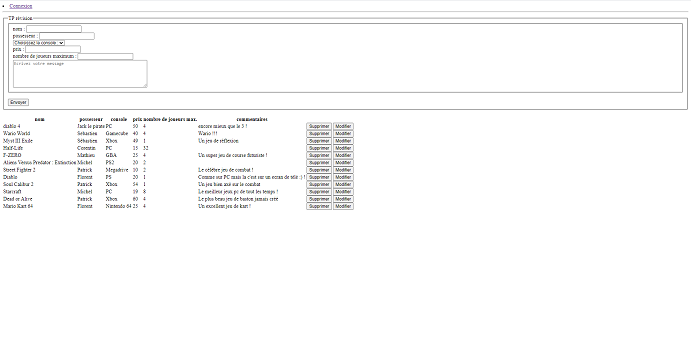 Connexion
TP révision
nom :
possesseur :
Choisissez la console
prix :
nombre de joueurs maximum :
Ecrivez votre message
Envoyer
nom possesseur console prix nombre de joueurs max. commentaires
diablo 4 Jack le pirate PC 50 4 encore mieux que le 3 ! Supprimer Modifier
Wario World Sébastien Gamecube 40 4 Wario !!! Supprimer Modifier
Myst III Exile Sébastien Xbox 49 1 Un jeu de réflexion Supprimer Modifier
Half-Life Corentin PC 15 32 Supprimer Modifier
F-ZERO Mathieu GBA 25 4 Un super jeu de course futuriste ! Supprimer Modifier
Aliens Versus Predator : Extinction Michel PS2 20 2 Supprimer Modifier
Street Fighter 2 Patrick Megadrive 10 2 Le célèbre jeu de combat ! Supprimer Modifier
Diablo Florent PS 20 1 Comme sur PC mais la c'est sur un ecran de télé :) ! Supprimer Modifier
Soul Calibur 2 Patrick Xbox 54 1 Un jeu bien axé sur le combat Supprimer Modifier
Starcraft Michel PC 19 8 Le meilleur jeux pc de tout les temps ! Supprimer Modifier
Dead or Alive Patrick Xbox 60 4 Le plus beau jeu de baston jamais créé Supprimer Modifier
Mario Kart 64 Florent Nintendo 64 25 4 Un excellent jeu de kart ! Supprimer Modifier